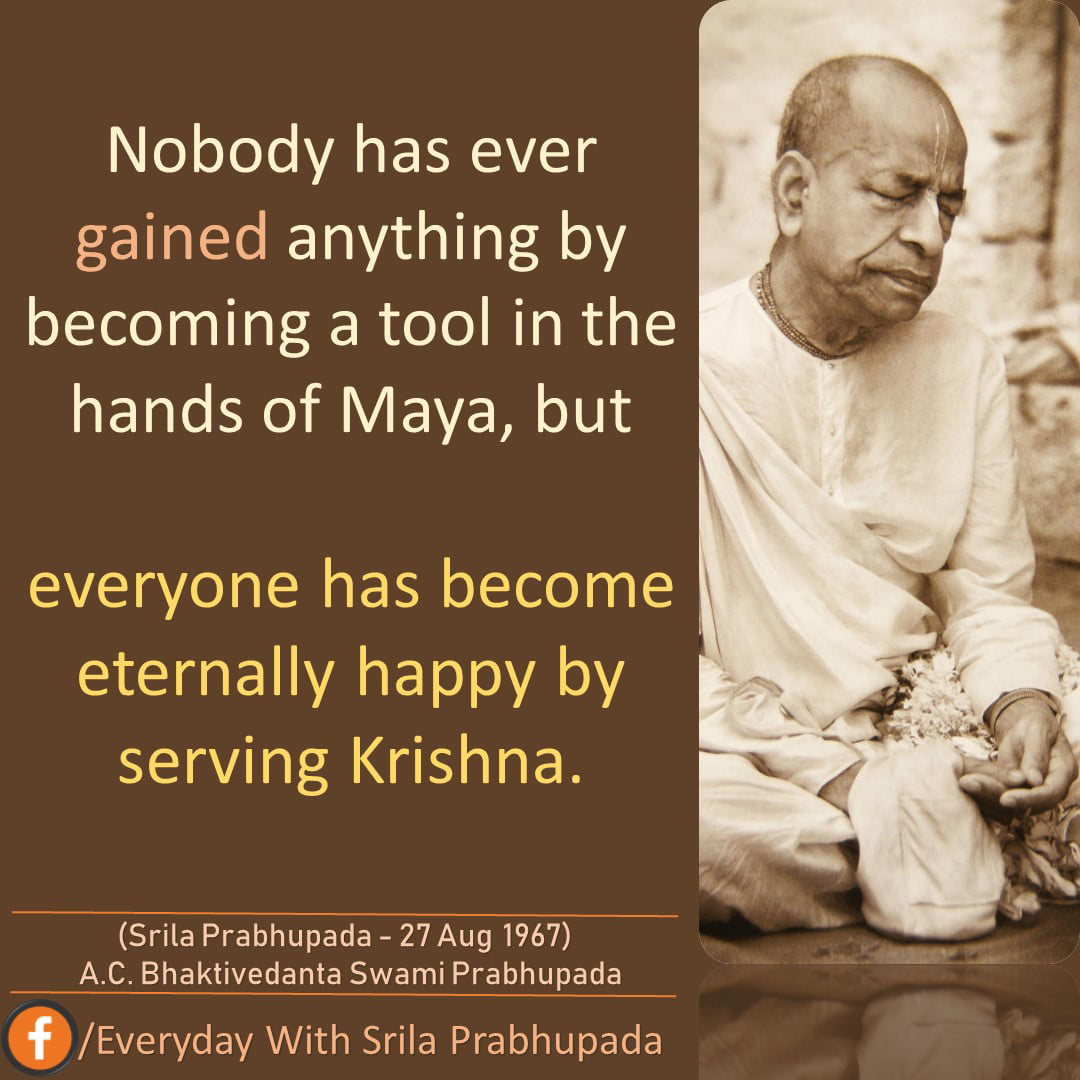 Nobody has ever
gained anything by
becoming a tool in the
hands of Maya, but
everyone has become
eternally happy by
serving Krishna.
(Srila Prabhupada - 27 Aug 1967)
A.C. Bhaktivedanta Swami Prabhupada
f /Everyday With Srila Prabhupada